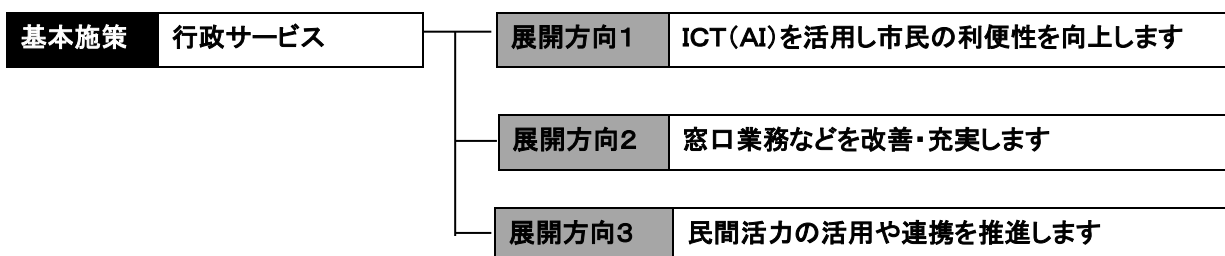 基本施策 行政サービス 展開方向1 ICT(AI)を活用し市民の利便性を向上します
展開方向2 窓口業務などを改善・充実します
展開方向3 民間活力の活用や連携を推進します